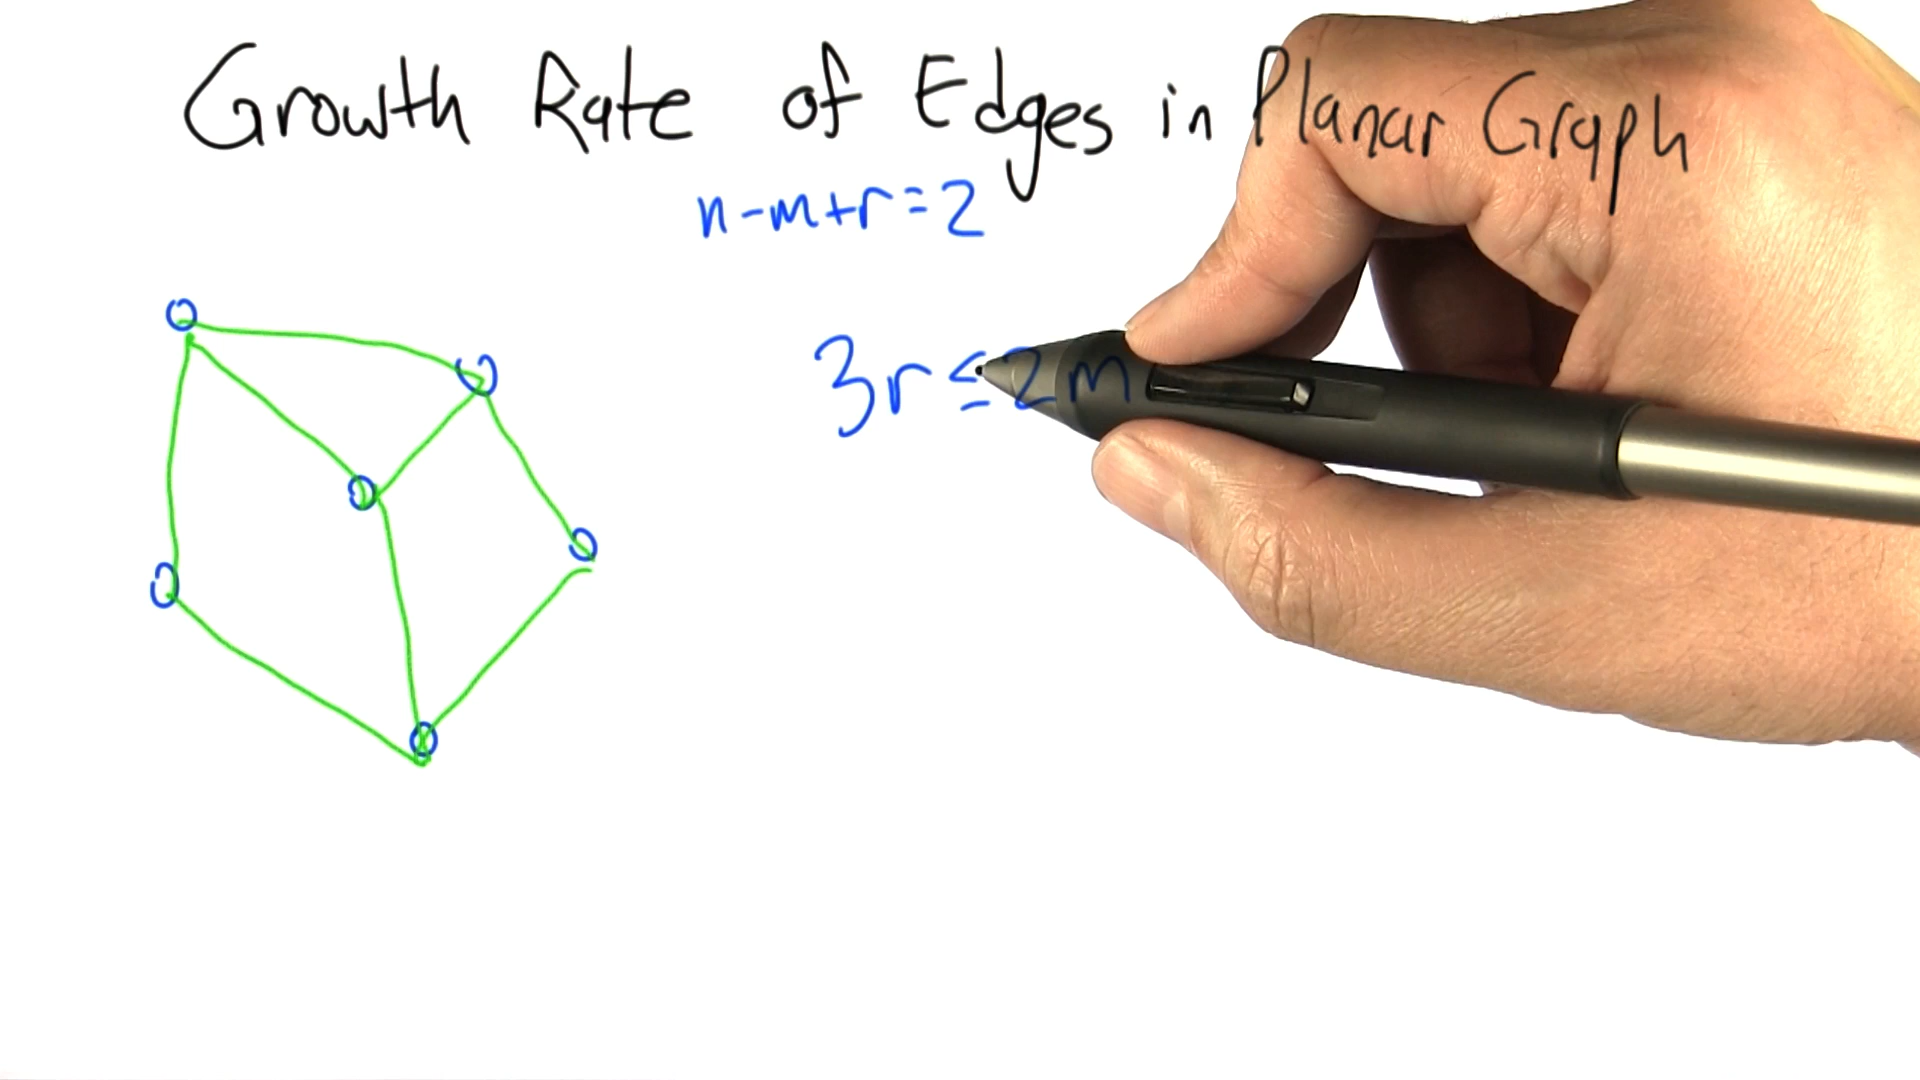 Growth Rate of Edges in Planar Graph
n-m+r=2
3r≤2m